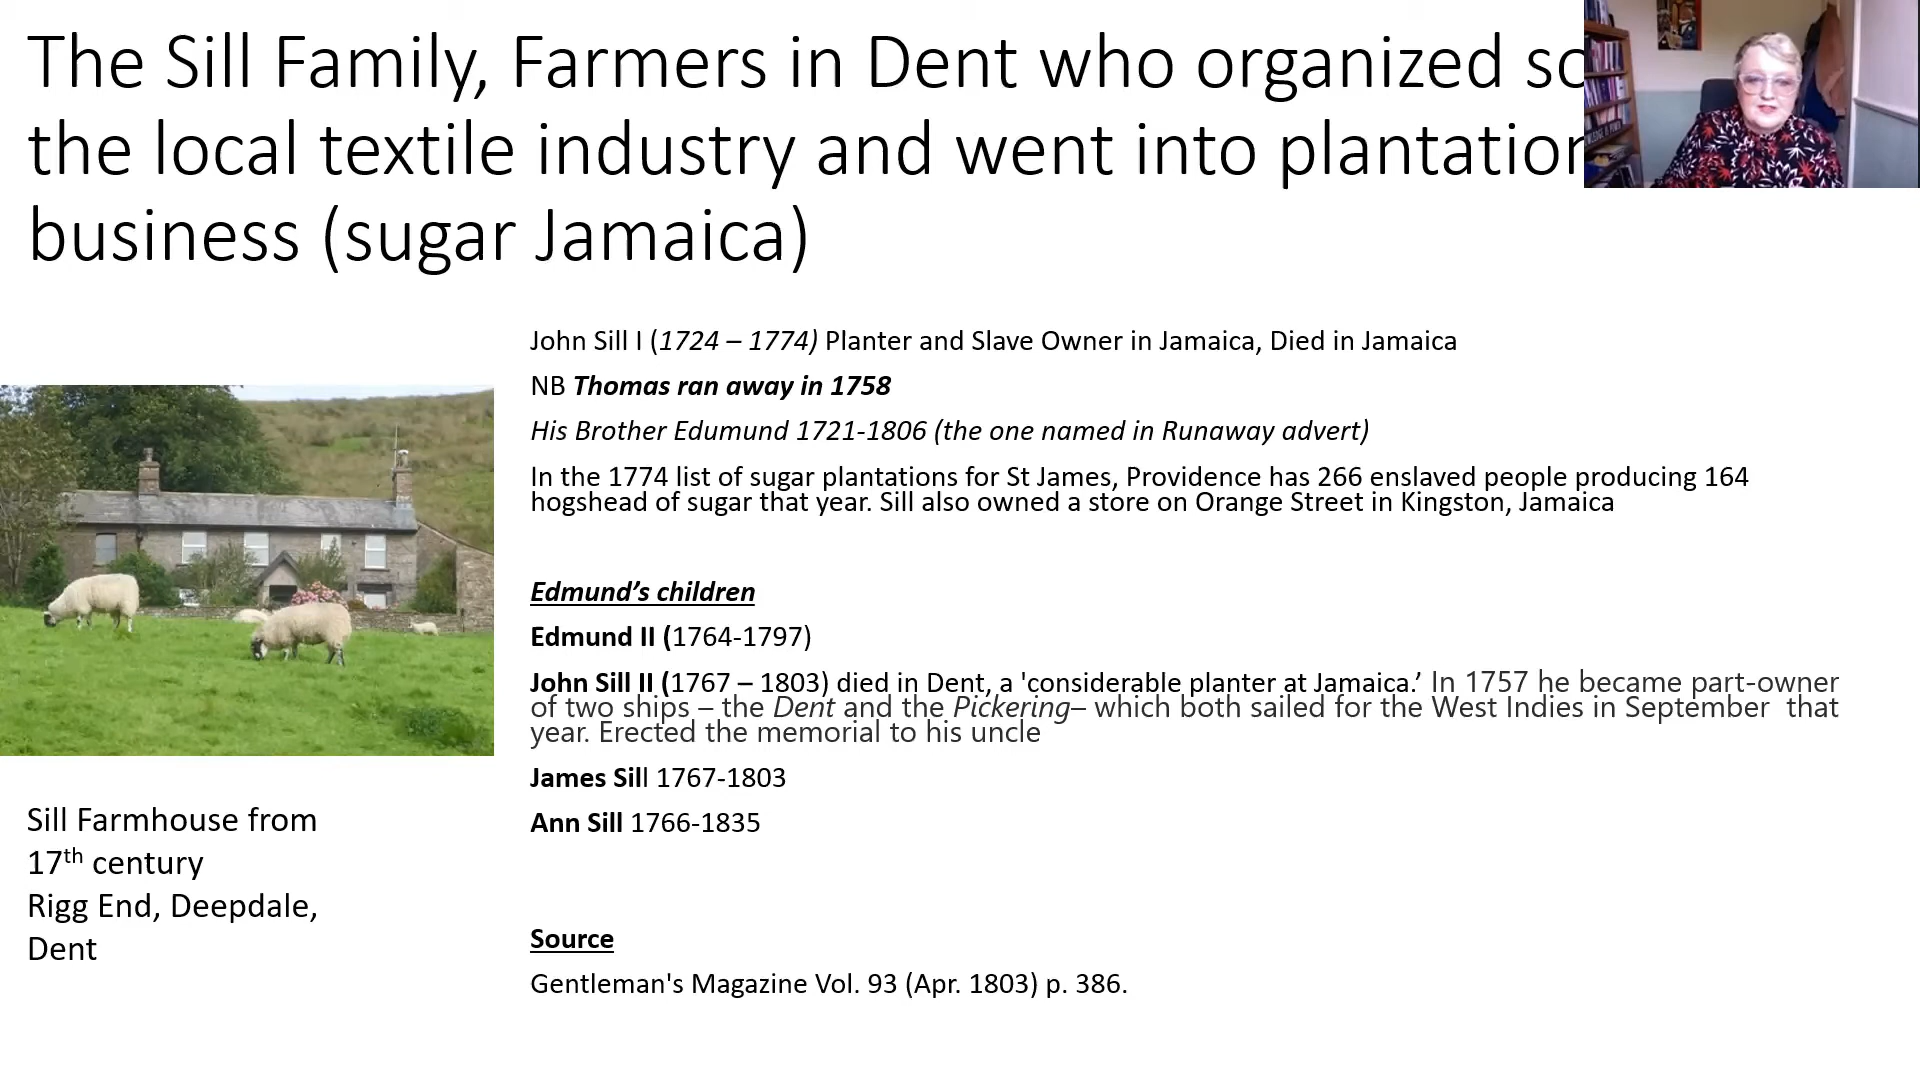 The Sill Family, Farmers in Dent who organized
the local textile industry and went into
business (sugar Jamaica)
John Sill I (1724 – 1774) Planter and Slave Owner in Jamaica, Died in Jamaica
NB Thomas ran away in 1758
His Brother Edumund 1721-1806 (the one named in Runaway advert)
In the 1774 list of sugar plantations for St James, Providence has 266 enslaved people producing 164
hogshead of sugar that year. Sill also owned a store on Orange Street in Kingston, Jamaica
Edmund’s children
Edmund II (1764-1797)
John Sill II (1767 – 1803) died in Dent, a 'considerable planter at Jamaica.’ In 1757 he became part-owner
of two ships – the Dent and the Pickering– which both sailed for the West Indies in September that
year. Erected the memorial to his uncle
James Sill 1767-1803
Ann Sill 1766-1835
Source
Gentleman's Magazine Vol. 93 (Apr. 1803) p. 386.
Sill Farmhouse from
17th century
Rigg End, Deepdale,
Dent